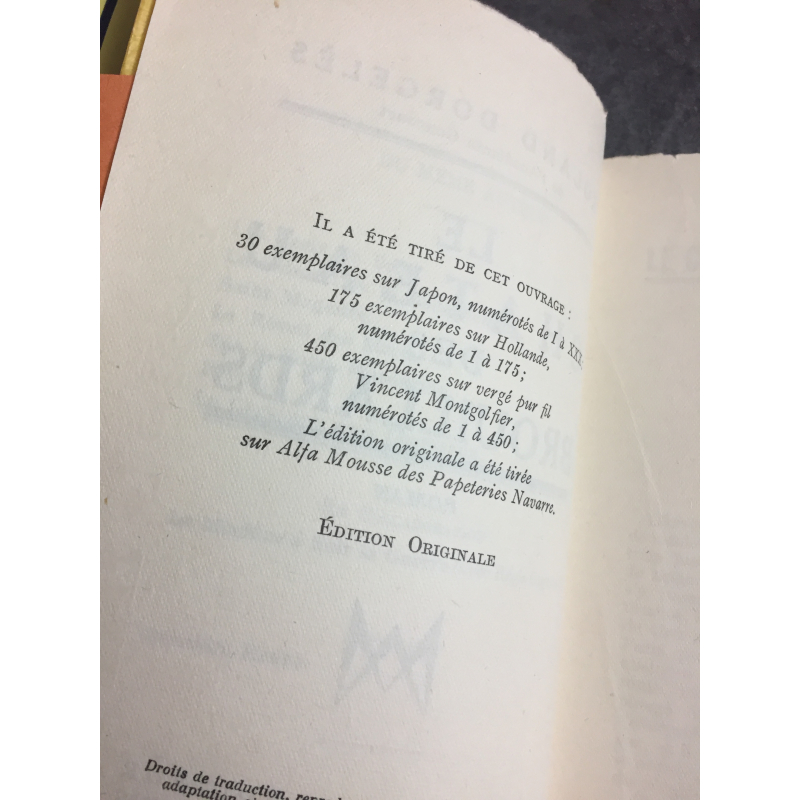 IL A ÉTÉ TIRÉ DE CET OUVRAGE :
30 exemplaires sur Japon, numérotés de I à
175 exemplaires sur Hollande,
numérotés de 1 à 175;
450 exemplaires sur vergé pur fil
Vincent Montgolfier,
numérotés de 1 à 450;
L'édition originale a été tirée
sur Alfa Mousse des Papeteries Navarre.
ÉDITION ORIGINALE
Droits de traduction,
adaptation